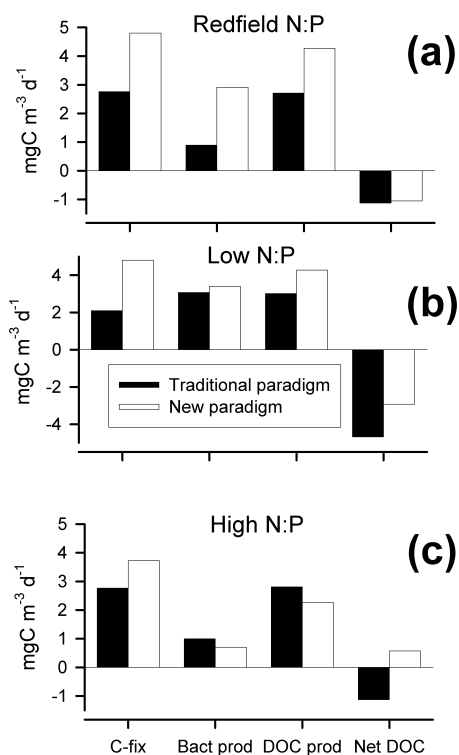 Redfield N:P
(a)
5
4
3
2
1
0
-1
mgC m-3 d-1
Low N:P
(b)
4
2
0
-2
-4
mgC m-3 d-1
Traditional paradigm
New paradigm
High N:P
(c)
5
4
3
2
1
0
-1
mgC m-3 d-1
C-fix Bact prod DOC prod Net DOC